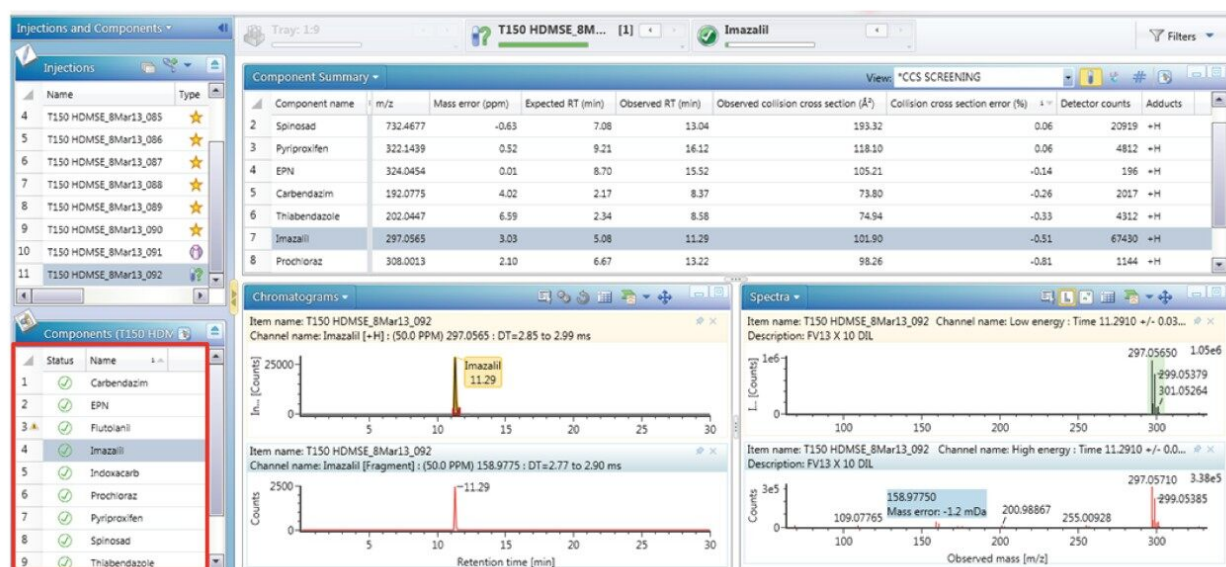 Injections and Components
Tray: 1:9
T150 HDMSE_8M... [1]
Imazalil
Filters
Injections
Name Type
4 T150 HDMSE_8Mar13_085
5 T150 HDMSE_8Mar13_086
6 T150 HDMSE_8Mar13_087
7 T150 HDMSE_8Mar13_088
8 T150 HDMSE_8Mar13_089
9 T150 HDMSE_8Mar13_090
10 T150 HDMSE_8Mar13_091
11 T150 HDMSE_8Mar13_092
Component Summary View: *CCS SCREENING
Component name m/z Mass error (ppm) Expected RT (min) Observed RT (min) Observed collision cross section (Å²) Collision cross section error (%) Detector counts Adducts
2 Spinosad 732.4677 -0.63 7.08 13.04 193.32 0.06 20919 +H
3 Pyriproxifen 322.1439 0.52 9.21 16.12 118.10 0.06 4812 +H
4 EPN 324.0454 0.01 8.70 15.52 105.21 -0.14 196 +H
5 Carbendazim 192.0775 4.02 2.17 8.37 73.80 -0.26 2017 +H
6 Thiabendazole 202.0447 6.59 2.34 8.58 74.94 -0.33 4312 +H
7 Imazalil 297.0565 3.03 5.08 11.29 101.90 -0.51 67430 +H
8 Prochloraz 308.0013 2.10 6.67 13.22 98.26 -0.81 1144 +H
Components (T150 HDM
Status Name
1 Carbendazim
2 EPN
3 Flutolanil
4 Imazalil
5 Indoxacarb
6 Prochloraz
7 Pyriproxifen
8 Spinosad
9 Thiabendazole
Chromatograms
Item name: T150 HDMSE_8Mar13_092
Channel name: Imazalil [+H] : (50.0 PPM) 297.0565 : DT=2.85 to 2.99 ms
In... [Counts]
25000
0
Imazalil
11.29
5 10 15 20 25 30
Item name: T150 HDMSE_8Mar13_092
Channel name: Imazalil [Fragment] : (50.0 PPM) 158.9775 : DT=2.77 to 2.90 ms
Counts
2500
0
11.29
5 10 15 20 25 30
Retention time [min]
Spectra
Item name: T150 HDMSE_8Mar13_092 Channel name: Low energy : Time 11.2910 +/- 0.03...
Description: FV13 X 10 DIL
I... [Counts]
1e6
0
297.05650 1.05e6
299.05379
301.05264
100 150 200 250 300
Item name: T150 HDMSE_8Mar13_092 Channel name: High energy : Time 11.2910 +/- 0.0...
Description: FV13 X 10 DIL
Counts
3e5
0
297.05710 3.38e5
299.05385
158.97750
Mass error: -1.2 mDa
109.07765
200.98867
255.00928
100 150 200 250 300
Observed mass [m/z]